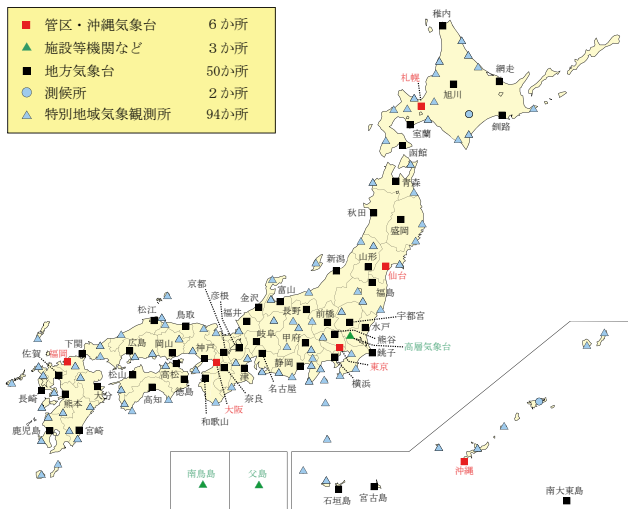 管区・沖縄気象台 6か所
施設等機関など 3か所
地方気象台 50か所
測候所 2か所
特別地域気象観測所 94か所
稚内
網走
旭川
札幌
釧路
室蘭
函館
青森
秋田
盛岡
山形
仙台
新潟
福島
京都
彦根
金沢
富山
福井
長野
前橋
宇都宮
水戸
熊谷
高層気象台
銚子
東京
横浜
松江
鳥取
岐阜
甲府
静岡
名古屋
津
奈良
大阪
和歌山
神戸
岡山
広島
下関
高松
徳島
松山
高知
佐賀
福岡
大分
長崎
熊本
鹿児島
宮崎
南鳥島
父島
石垣島
宮古島
沖縄
南大東島